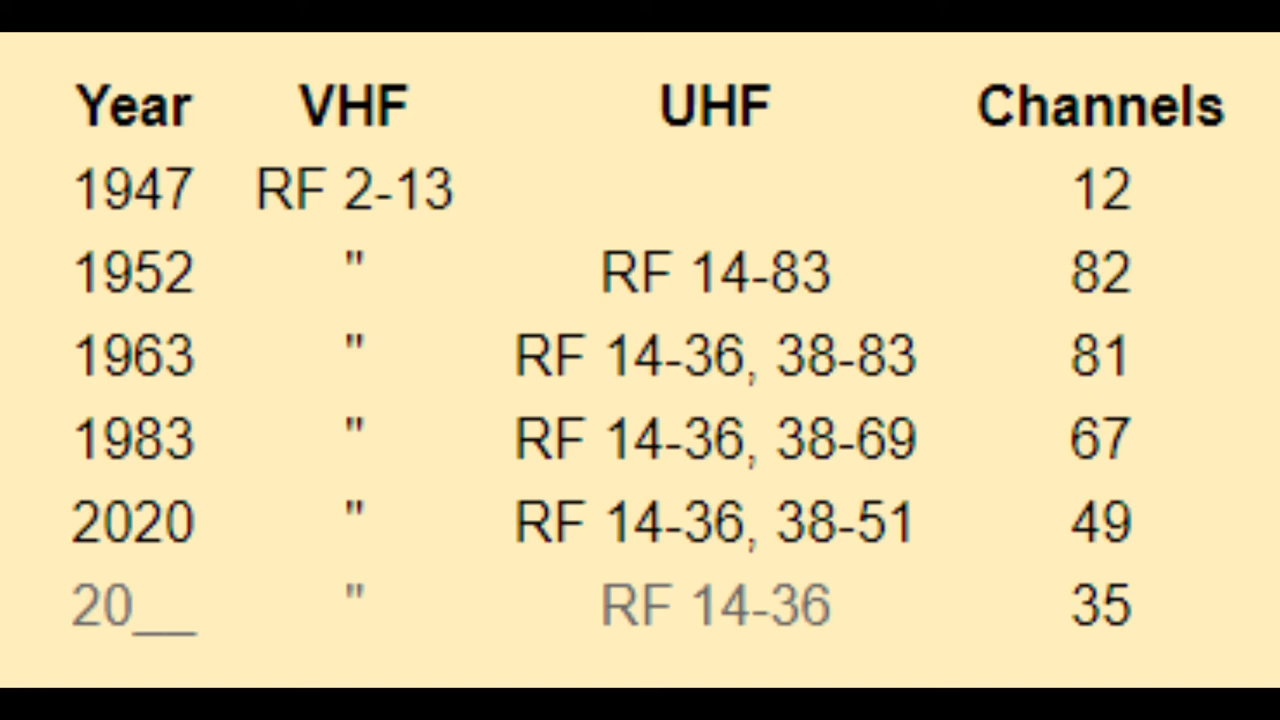 Year VHF UHF Channels
1947 RF 2-13 12
1952 " RF 14-83 82
1963 " RF 14-36, 38-83 81
1983 " RF 14-36, 38-69 67
2020 " RF 14-36, 38-51 49
20__ " RF 14-36 35